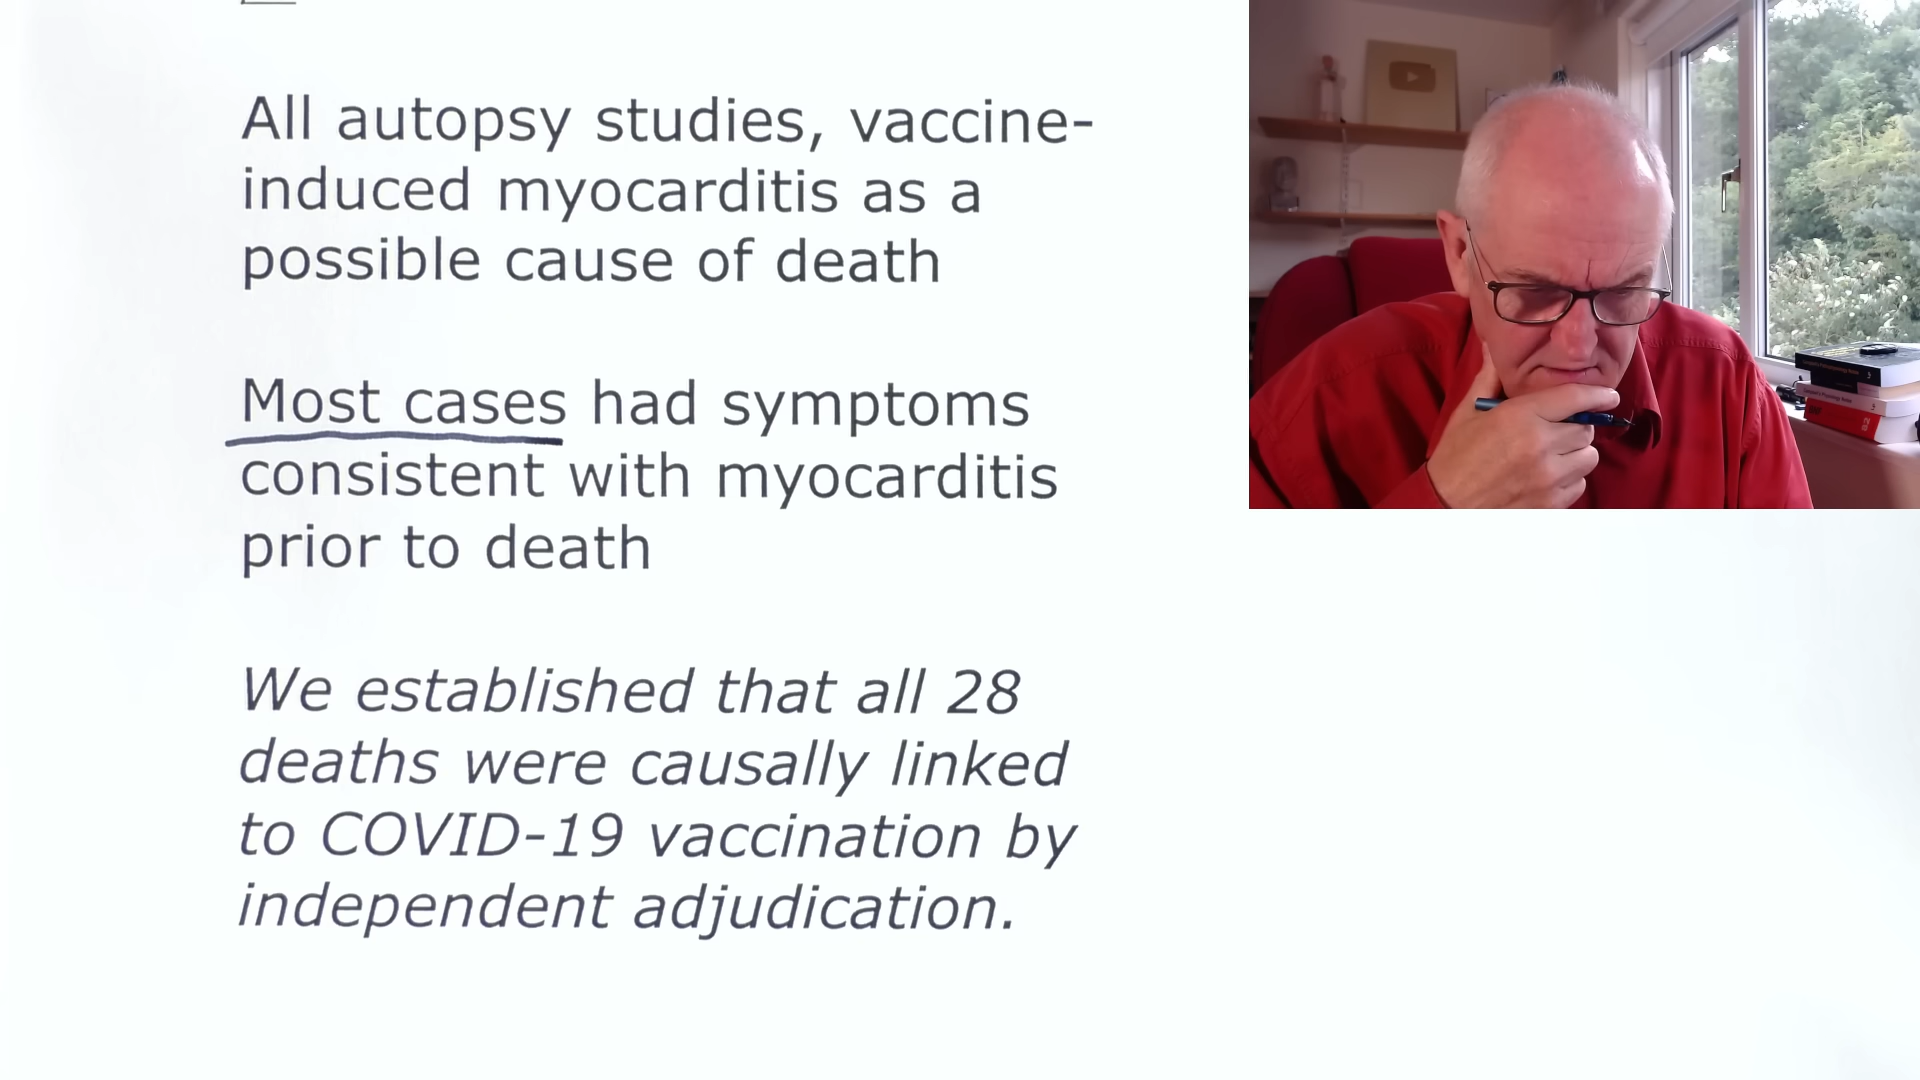 All autopsy studies, vaccine-
induced myocarditis as a
possible cause of death
Most cases had symptoms
consistent with myocarditis
prior to death
We established that all 28
deaths were causally linked
to COVID-19 vaccination by
independent adjudication.